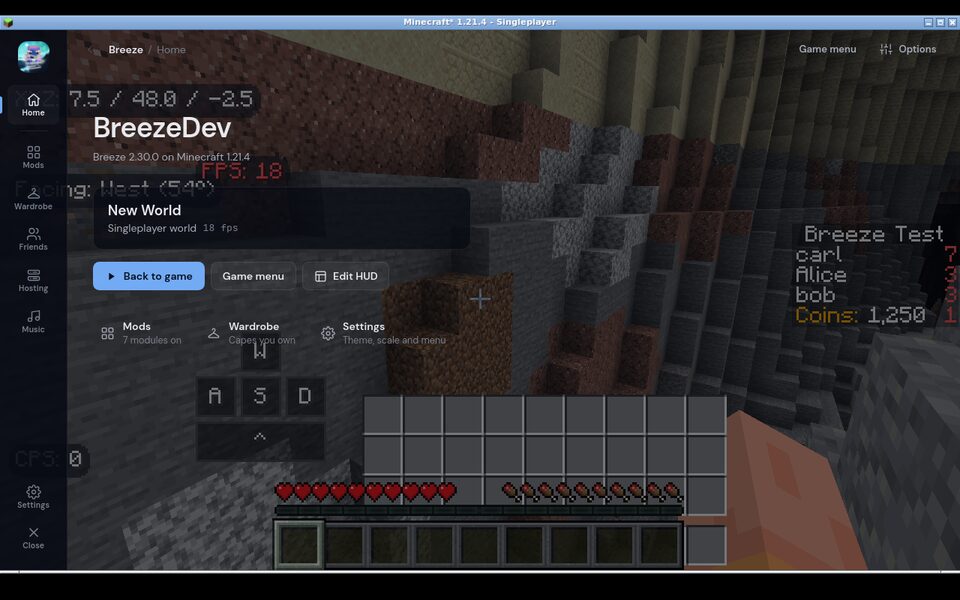 Minecraft* 1.21.4 - Singleplayer
Breeze / Home
Game menu
Options
Home
7.5 / 48.0 / -2.5
BreezeDev
Breeze 2.30.0 on Minecraft 1.21.4
FPS: 18
Mods
Facing: West (54°)
Wardrobe
New World
Singleplayer world 18 fps
Friends
Breeze Test
carl 7
Alice 3
bob 3
Coins: 1,250 1
Back to game
Game menu
Edit HUD
Hosting
Music
Mods
7 modules on
Wardrobe
Capes you own
Settings
Theme, scale and menu
W
A
S
D
^
CPS: 0
Settings
Close